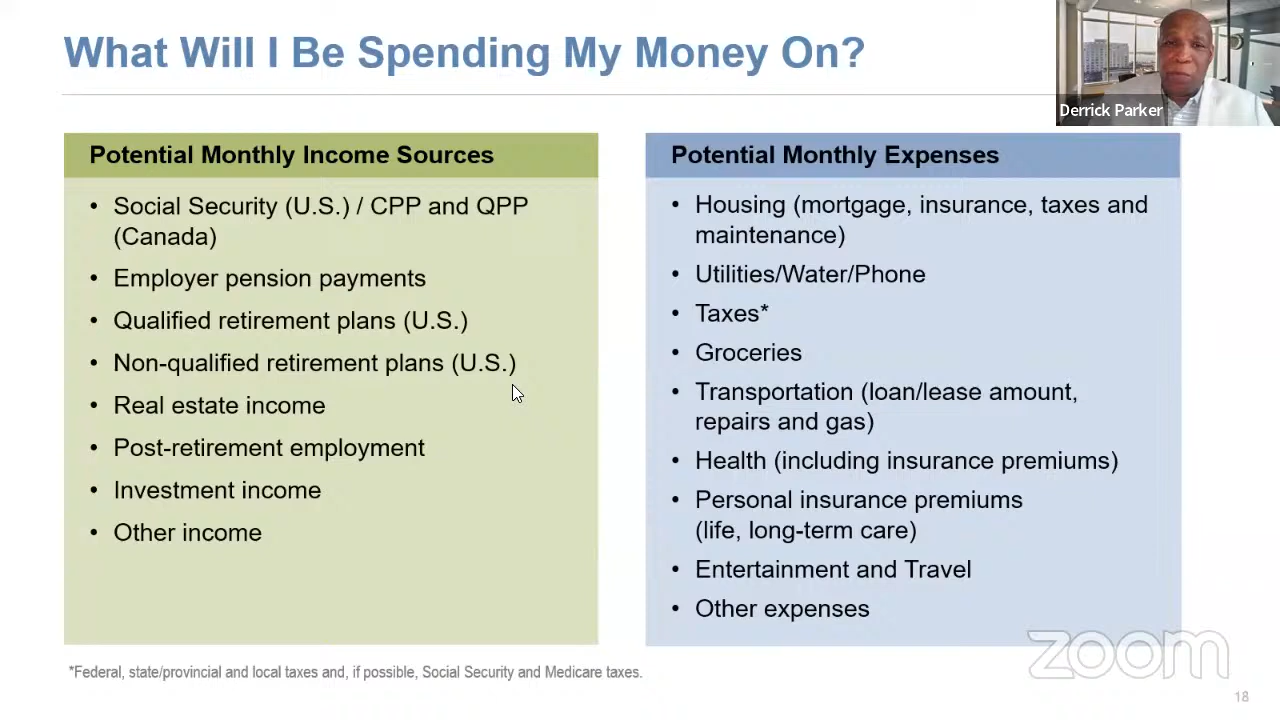 What Will I Be Spending My Money On?
Derrick Parker
Potential Monthly Income Sources
• Social Security (U.S.) / CPP and QPP
(Canada)
• Employer pension payments
• Qualified retirement plans (U.S.)
• Non-qualified retirement plans (U.S.)
• Real estate income
• Post-retirement employment
• Investment income
• Other income
Potential Monthly Expenses
• Housing (mortgage, insurance, taxes and
maintenance)
• Utilities/Water/Phone
• Taxes*
• Groceries
• Transportation (loan/lease amount,
repairs and gas)
• Health (including insurance premiums)
• Personal insurance premiums
(life, long-term care)
• Entertainment and Travel
• Other expenses
*Federal, state/provincial and local taxes and, if possible, Social Security and Medicare taxes.
zoom
18